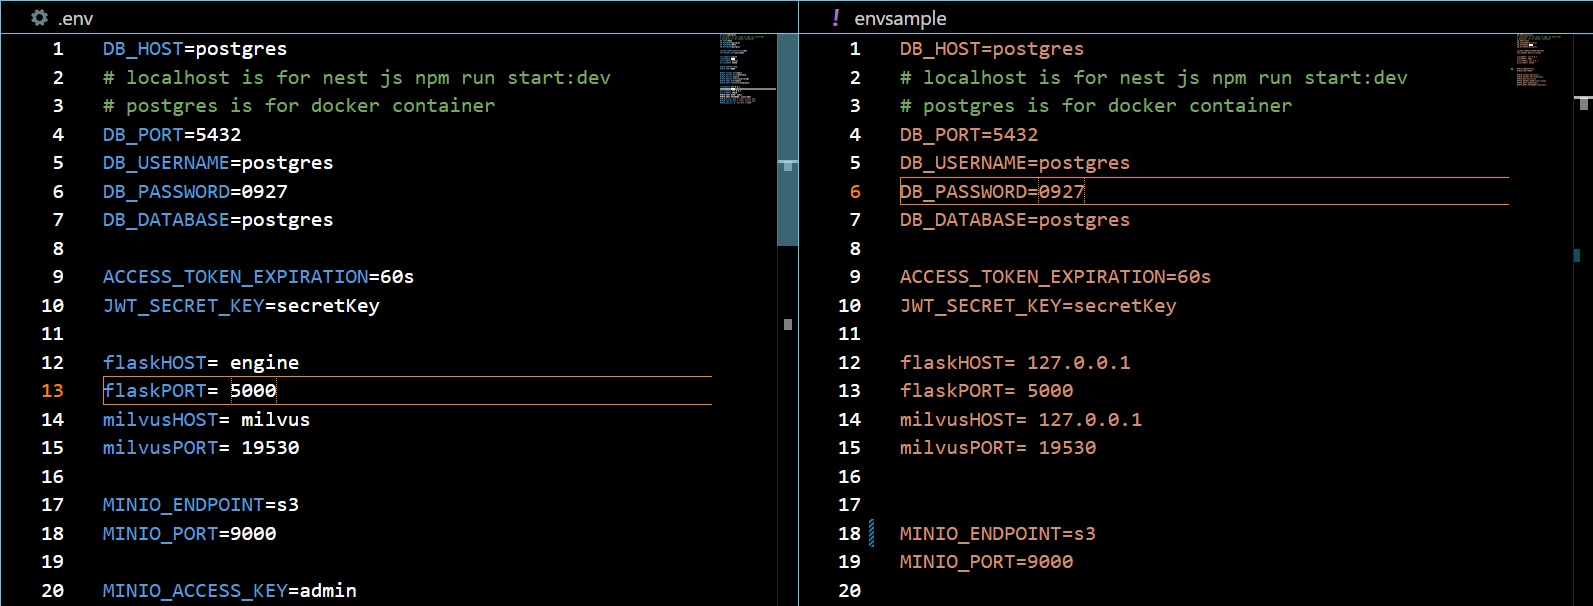 .env
1 DB_HOST=postgres
2 # localhost is for nest js npm run start:dev
3 # postgres is for docker container
4 DB_PORT=5432
5 DB_USERNAME=postgres
6 DB_PASSWORD=0927
7 DB_DATABASE=postgres
8
9 ACCESS_TOKEN_EXPIRATION=60s
10 JWT_SECRET_KEY=secretKey
11
12 flaskHOST= engine
13 flaskPORT= 5000
14 milvusHOST= milvus
15 milvusPORT= 19530
16
17 MINIO_ENDPOINT=s3
18 MINIO_PORT=9000
19
20 MINIO_ACCESS_KEY=admin
! envsample
1 DB_HOST=postgres
2 # localhost is for nest js npm run start:dev
3 # postgres is for docker container
4 DB_PORT=5432
5 DB_USERNAME=postgres
6 DB_PASSWORD=0927
7 DB_DATABASE=postgres
8
9 ACCESS_TOKEN_EXPIRATION=60s
10 JWT_SECRET_KEY=secretKey
11
12 flaskHOST= 127.0.0.1
13 flaskPORT= 5000
14 milvusHOST= 127.0.0.1
15 milvusPORT= 19530
16
17
18 MINIO_ENDPOINT=s3
19 MINIO_PORT=9000
20